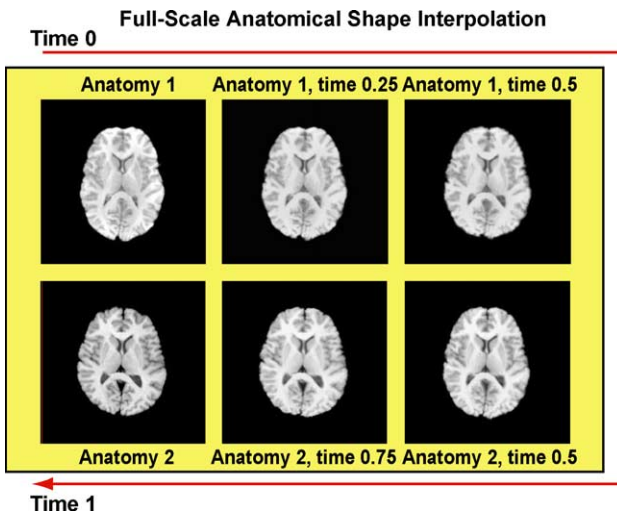 Full-Scale Anatomical Shape Interpolation
Time 0
Anatomy 1 Anatomy 1, time 0.25 Anatomy 1, time 0.5
Anatomy 2 Anatomy 2, time 0.75 Anatomy 2, time 0.5
Time 1